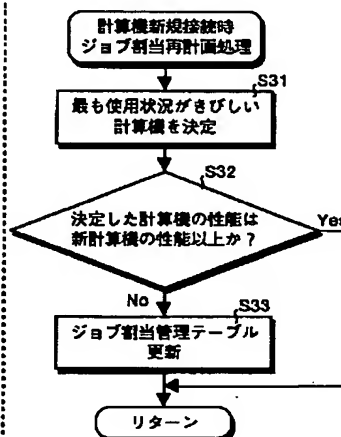 計算機新規接続時
ジョブ割当再計画処理
S31
最も使用状況がきびしい
計算機を決定
S32
決定した計算機の性能は
新計算機の性能以上か？
Yes
No
S33
ジョブ割当管理テーブル
更新
リターン